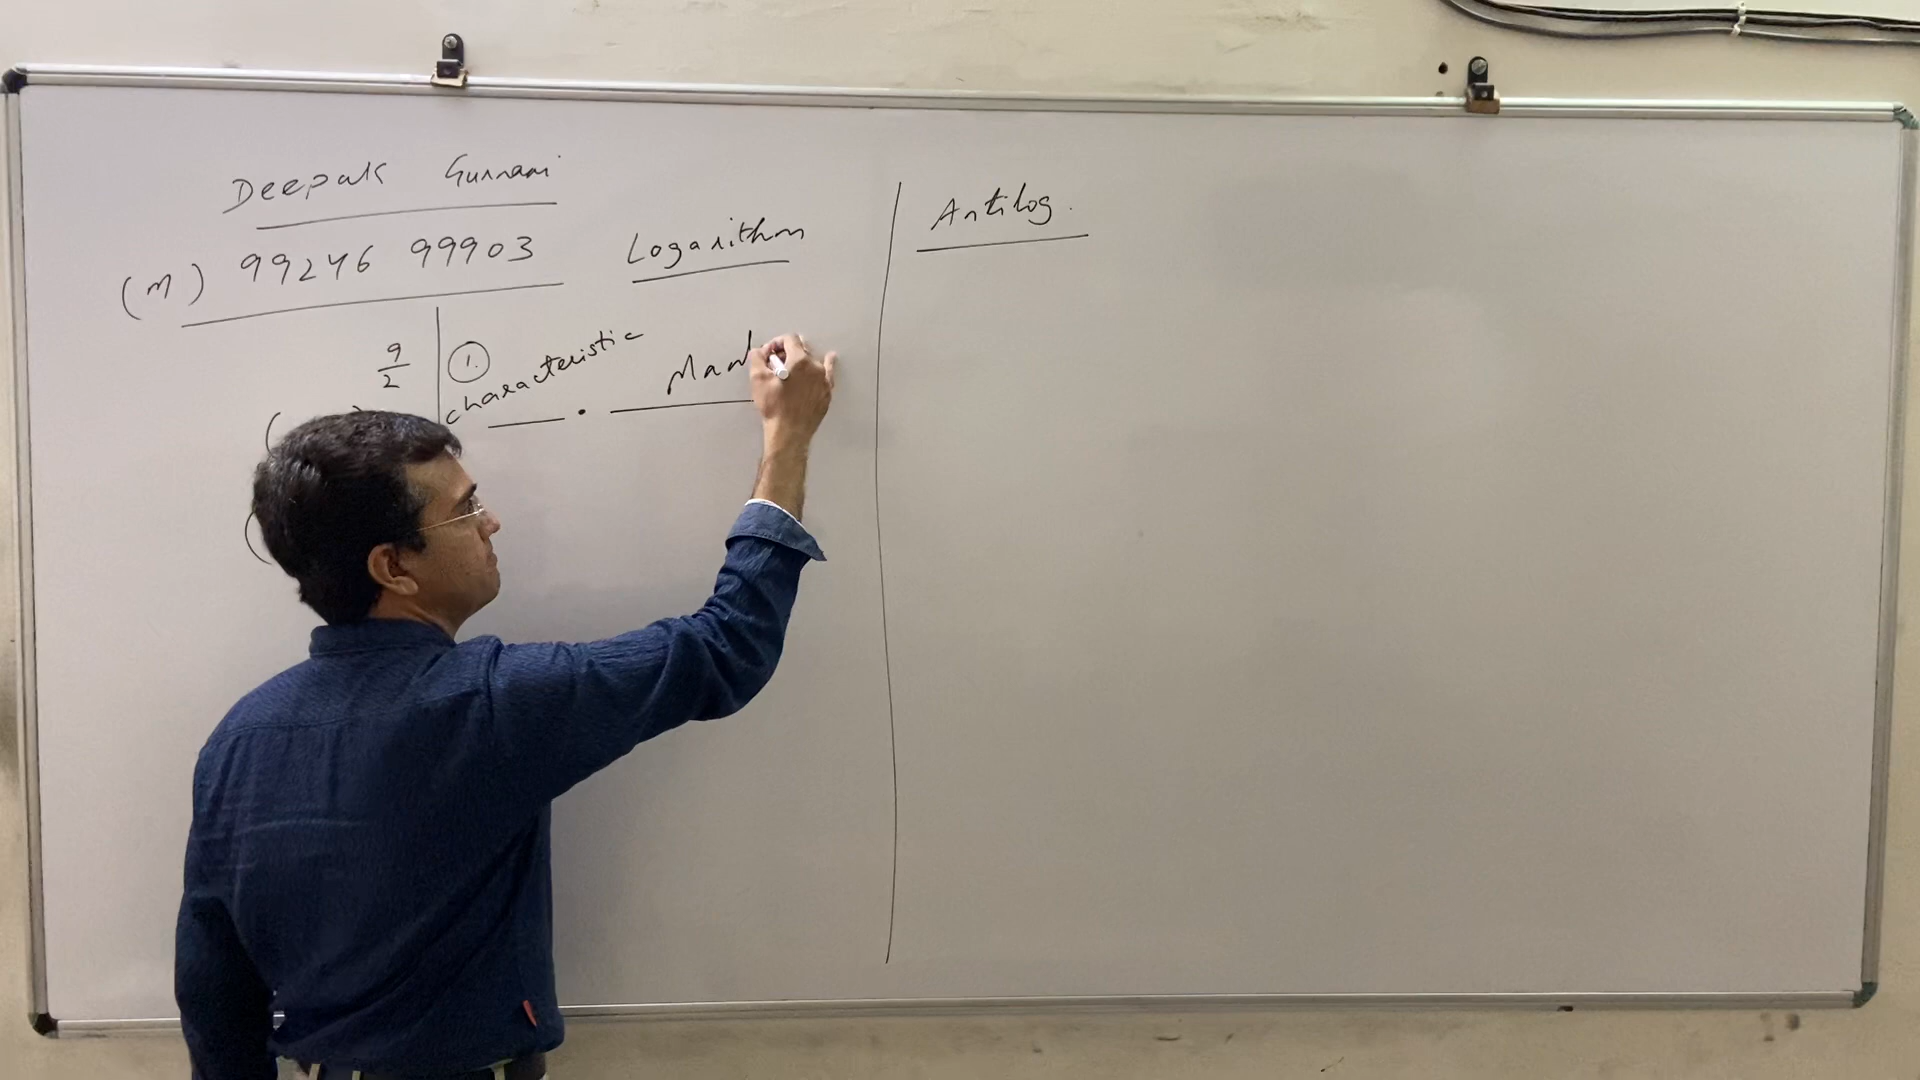 Deepak Gurnani
(M) 99246 99903
Logarithm
9/2
①
characteristic
.
Man
Antilog.